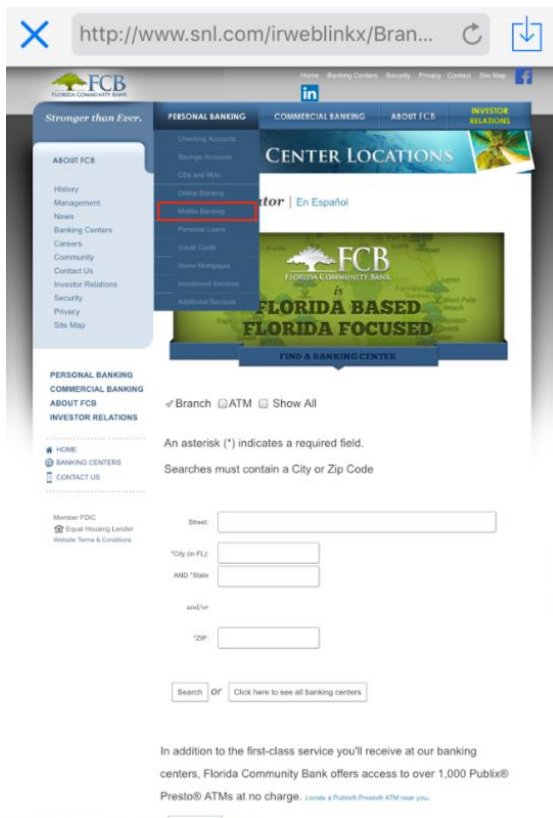 http://www.snl.com/irweblinkx/Bran...
FCB
FLORIDA COMMUNITY BANK
Home Banking Centers Security Privacy Contact Site Map
f
in
Stronger than Ever.
PERSONAL BANKING
COMMERCIAL BANKING
ABOUT FCB
INVESTOR
RELATIONS
Checking Accounts
Savings Accounts
CDs and IRAs
Online Banking
Mobile Banking
Personal Loans
Credit Cards
Home Mortgages
Investment Services
Additional Services
CENTER LOCATIONS
ABOUT FCB
History
Management
News
Banking Centers
Careers
Community
Contact Us
Investor Relations
Security
Privacy
Site Map
ator | En Español
FCB
FLORIDA COMMUNITY BANK
is
FLORIDA BASED
FLORIDA FOCUSED
FIND A BANKING CENTER
PERSONAL BANKING
COMMERCIAL BANKING
ABOUT FCB
INVESTOR RELATIONS
HOME
BANKING CENTERS
CONTACT US
Member FDIC
Equal Housing Lender
Website Terms & Conditions
Branch ATM Show All
An asterisk (*) indicates a required field.
Searches must contain a City or Zip Code
Street:
*City (in FL):
AND *State
and/or
*ZIP:
Search or Click here to see all banking centers
In addition to the first-class service you'll receive at our banking
centers, Florida Community Bank offers access to over 1,000 Publix®
Presto® ATMs at no charge. Locate a Publix® Presto® ATM near you.